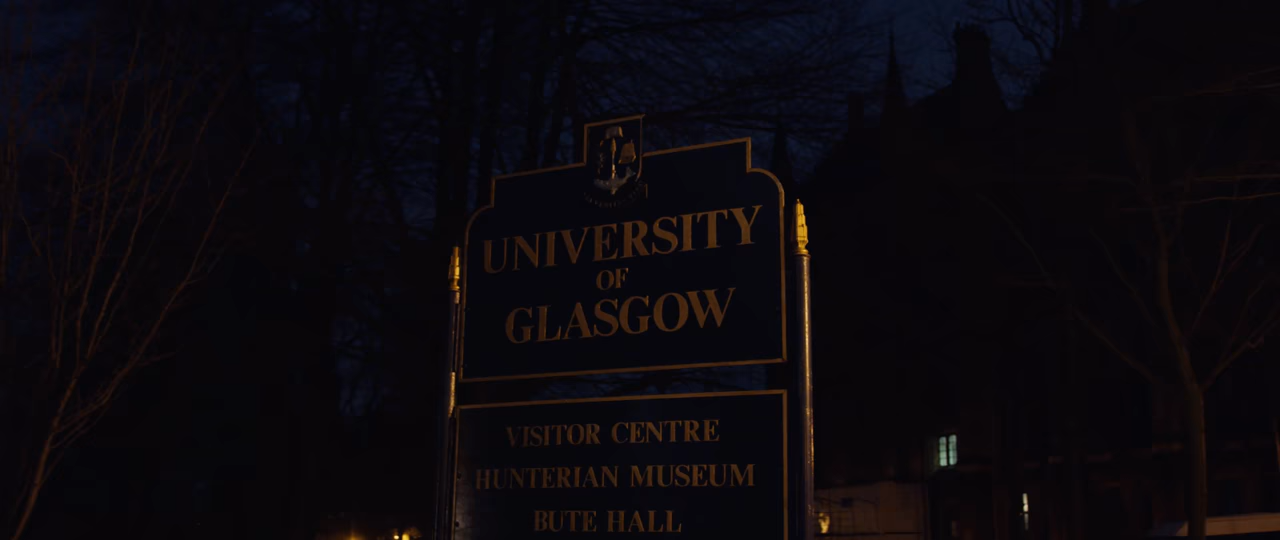 UNIVERSITY
OF
GLASGOW
VISITOR CENTRE
HUNTERIAN MUSEUM
BUTE HALL